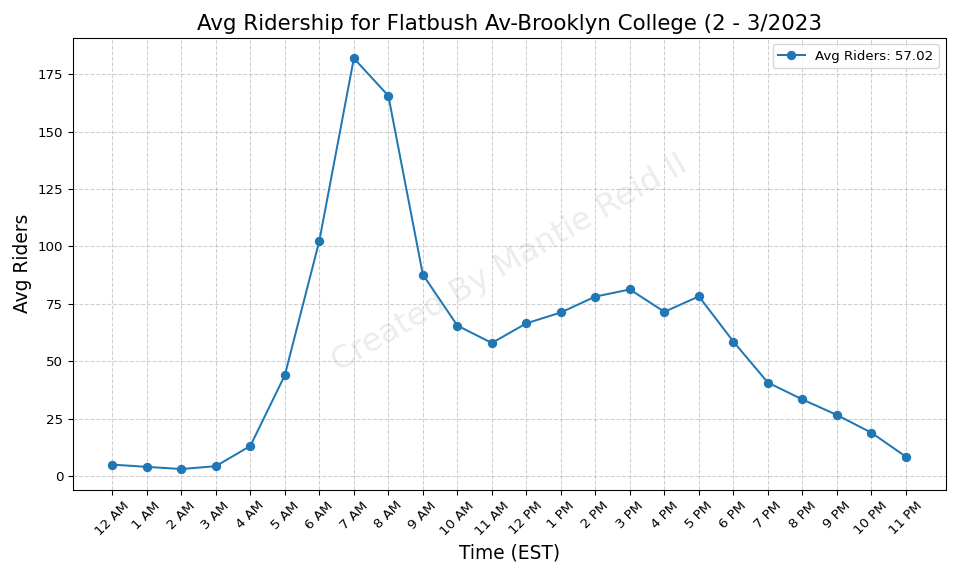 Avg Ridership for Flatbush Av-Brooklyn College (2 - 3/2023
Avg Riders: 57.02
Avg Riders
175
150
125
100
75
50
25
0
Created By Mantie Reid II
12 AM
1 AM
2 AM
3 AM
4 AM
5 AM
6 AM
7 AM
8 AM
9 AM
10 AM
11 AM
12 PM
1 PM
2 PM
3 PM
4 PM
5 PM
6 PM
7 PM
8 PM
9 PM
10 PM
11 PM
Time (EST)